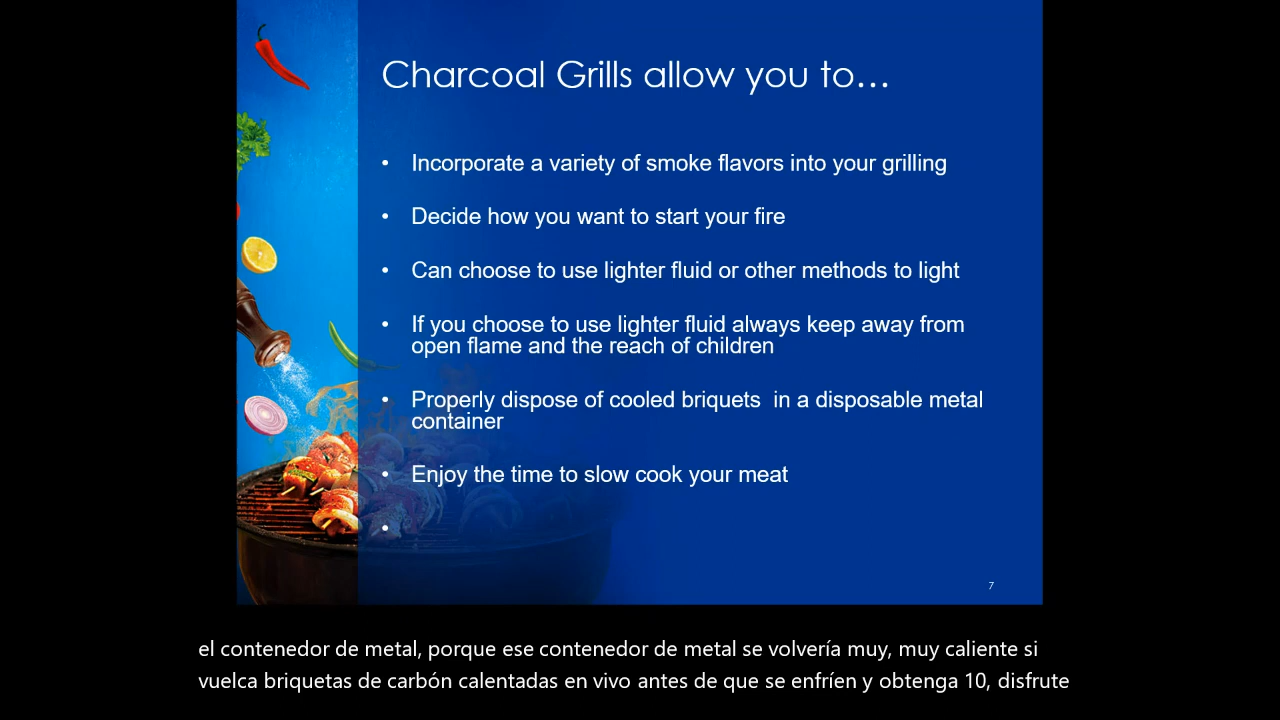 Charcoal Grills allow you to...
• Incorporate a variety of smoke flavors into your grilling
• Decide how you want to start your fire
• Can choose to use lighter fluid or other methods to light
• If you choose to use lighter fluid always keep away from
open flame and the reach of children
• Properly dispose of cooled briquets  in a disposable metal
container
• Enjoy the time to slow cook your meat
•
7
el contenedor de metal, porque ese contenedor de metal se volvería muy, muy caliente si
vuelca briquetas de carbón calentadas en vivo antes de que se enfríen y obtenga 10, disfrute